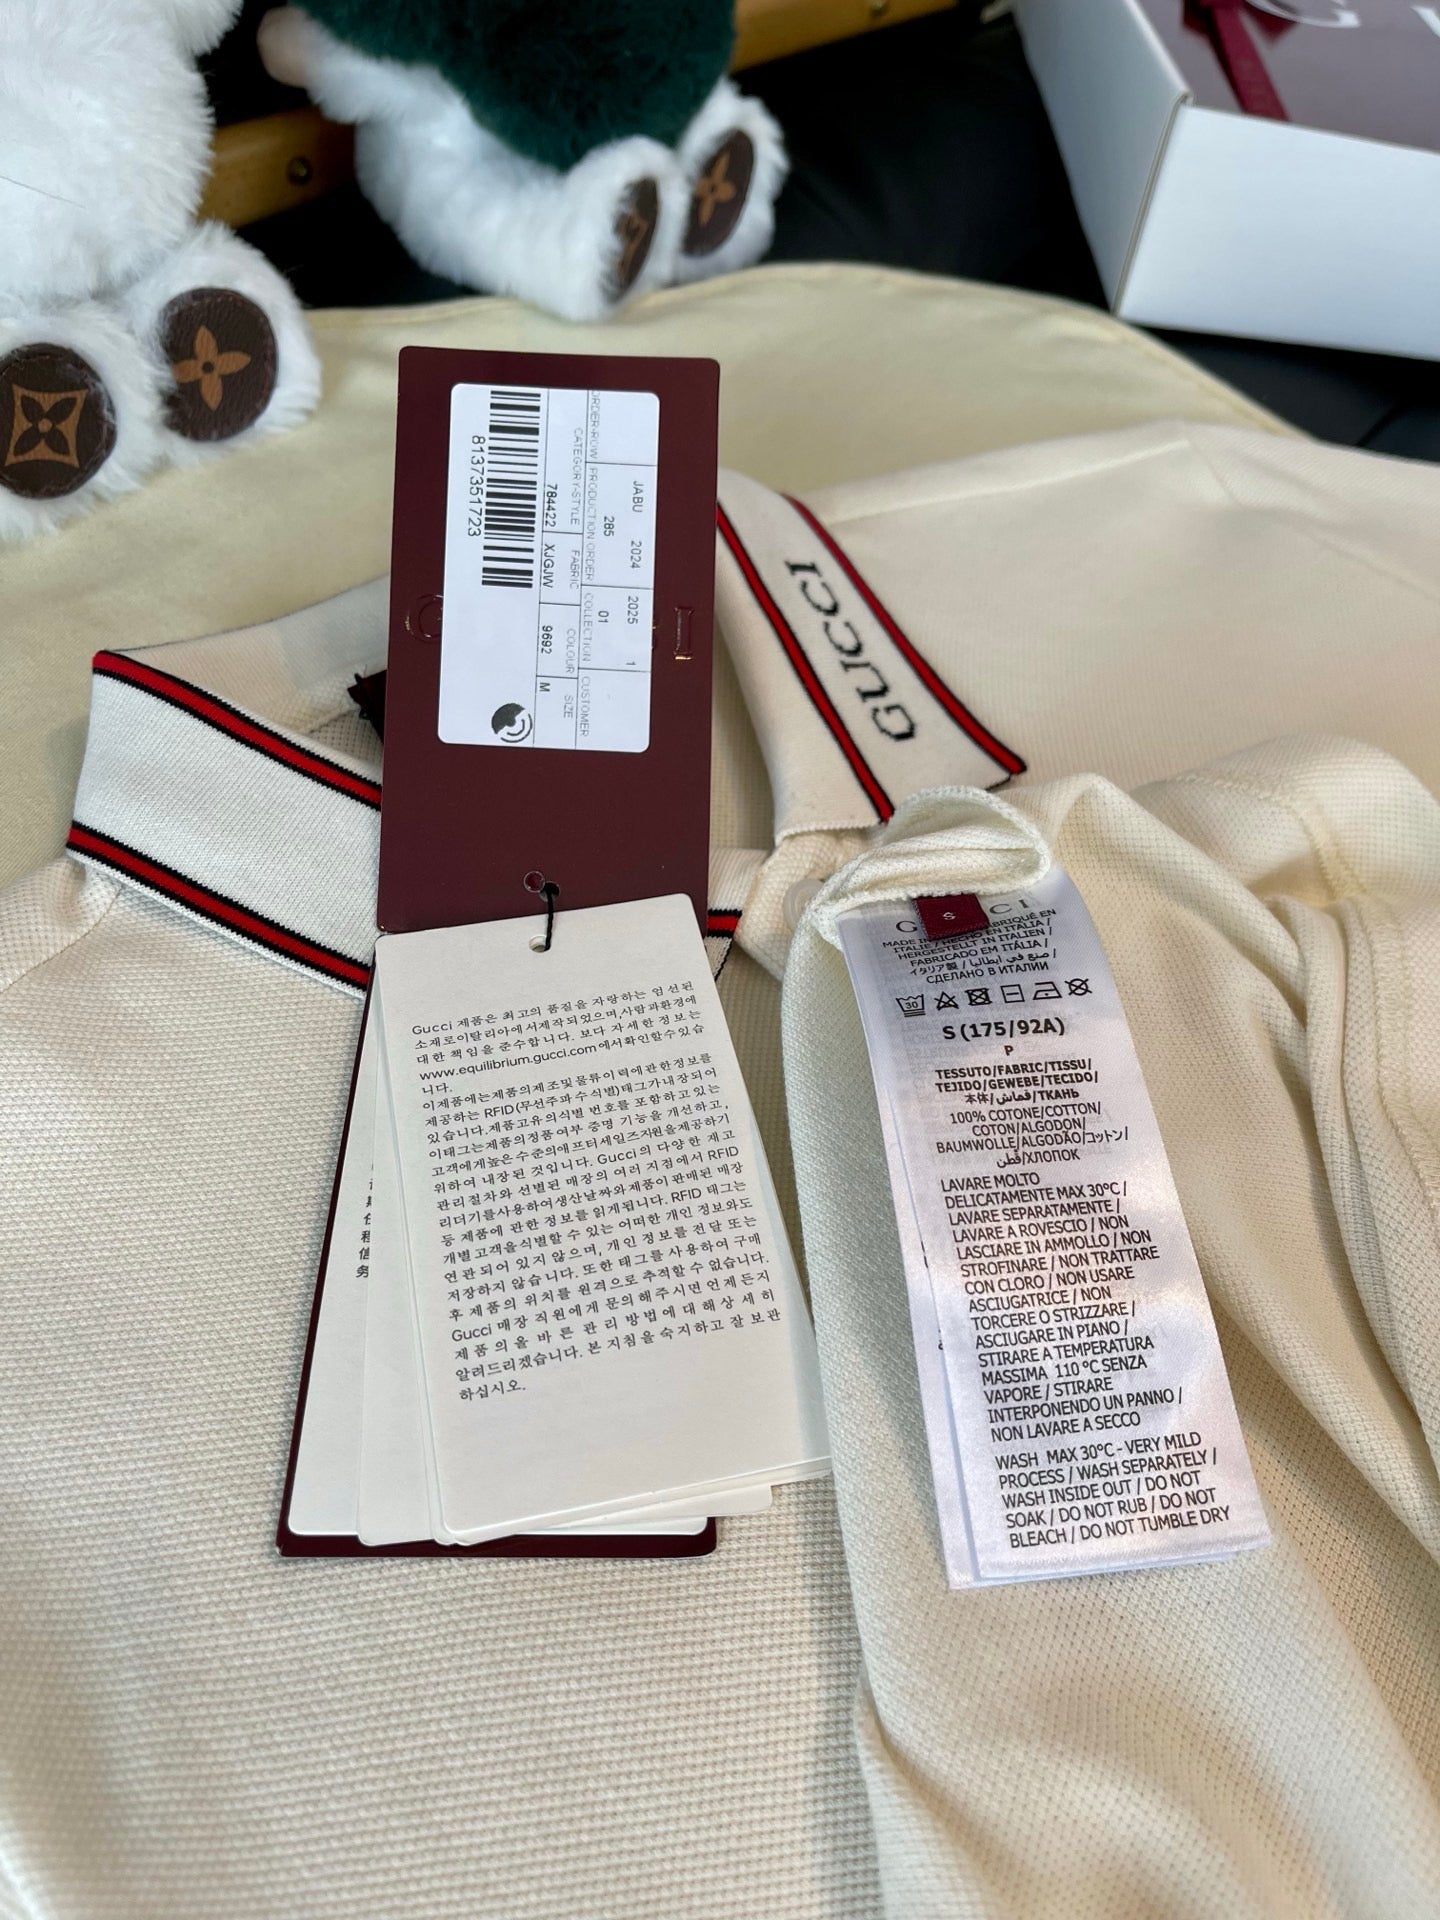 ORDER-ROW PRODUCTION ORDER COLLECTION CUSTOMER
JABU 2024 2025 1
285 01
CATEGORY-STYLE FABRIC COLOUR SIZE
784422 XJGJW 9692 M
8137351723
GUCCI
Gucci 제품은 최고의 품질을 자랑하는 엄선된
소재로이탈리아에서제작되었으며,사람과환경에
대한 책임을 준수합니다. 보다 자세한 정보는
www.equilibrium.gucci.com에서확인할수있습
니다.
이제품에는제품의제조및물류이력에관한정보를
제공하는 RFID(무선주파수식별)태그가내장되어
있습니다.제품고유의식별 번호를 포함하고있는
이태그는제품의정품여부 증명 기능을 개선하고,
고객에게높은수준의애프터세일즈지원을제공하기
위하여 내장된 것입니다. Gucci의 다양한 재고
관리절차와 선별된 매장의 여러 지점에서 RFID
리더기를사용하여생산날짜와제품이판매된 매장
등 제품에 관한 정보를 읽게됩니다. RFID 태그는
개별고객을식별할 수 있는 어떠한 개인 정보와도
연관되어 있지 않으며, 개인 정보를 전달 또는
저장하지 않습니다. 또한 태그를 사용하여 구매
후 제품의 위치를 원격으로 추적할 수없습니다.
Gucci 매장 직원에게 문의해주시면 언제든지
제품의올 바른 관리 방법에 대해상세히
알려드리겠습니다. 본 지침을 숙지하고 잘 보관
하십시오.
任
程
信
务
S
MADE IN
ITALIE / HECHO EN ITALIA /
HERGESTELLT IN ITALIEN /
FABRICADO EM ITÁLIA /
イタリア製 / صنع في ايطاليا /
СДЕЛАНО В ИТАЛИИ
30
S (175/92A)
P
TESSUTO/FABRIC/TISSU/
TEJIDO/GEWEBE/TECIDO/
本体/قماش/ТКАНЬ
100% COTONE/COTTON/
COTON/ALGODON/
BAUMWOLLE/ALGODÃO/コットン/
قطن/ХЛОПОК
LAVARE MOLTO
DELICATAMENTE MAX 30°C /
LAVARE SEPARATAMENTE /
LAVARE A ROVESCIO / NON
LASCIARE IN AMMOLLO / NON
STROFINARE / NON TRATTARE
CON CLORO / NON USARE
ASCIUGATRICE / NON
TORCERE O STRIZZARE /
ASCIUGARE IN PIANO /
STIRARE A TEMPERATURA
MASSIMA 110 °C SENZA
VAPORE / STIRARE
INTERPONENDO UN PANNO /
NON LAVARE A SECCO
WASH MAX 30°C - VERY MILD
PROCESS / WASH SEPARATELY /
WASH INSIDE OUT / DO NOT
SOAK / DO NOT RUB / DO NOT
BLEACH / DO NOT TUMBLE DRY